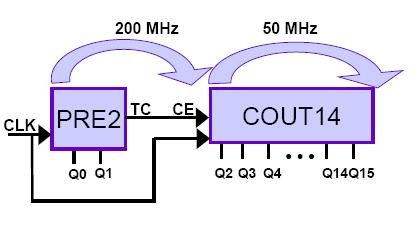 200 MHz 50 MHz
CLK PRE2 TC CE COUT14
Q0 Q1 Q2 Q3 Q4 Q14 Q15